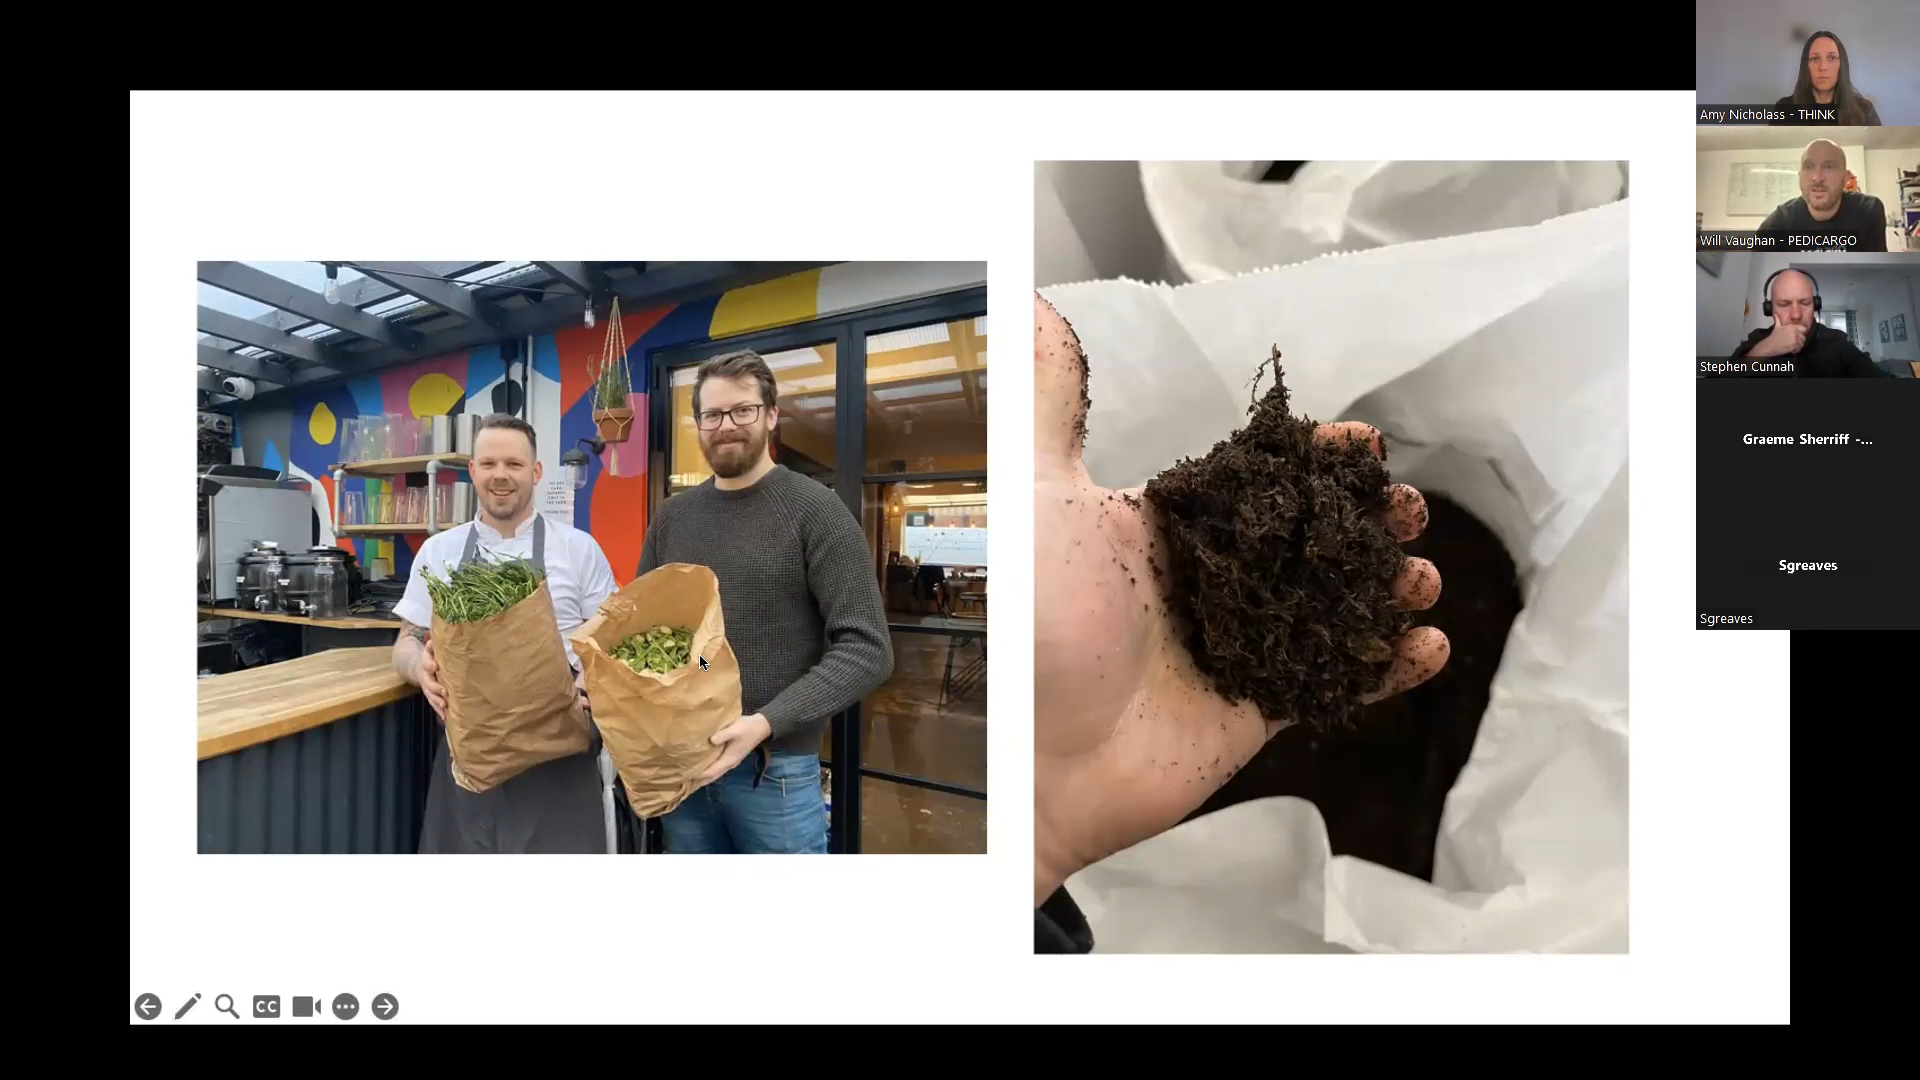 Amy Nicholass - THINK
Will Vaughan - PEDICARGO
Stephen Cunnah
Graeme Sherriff -...
Sgreaves
Sgreaves
CC